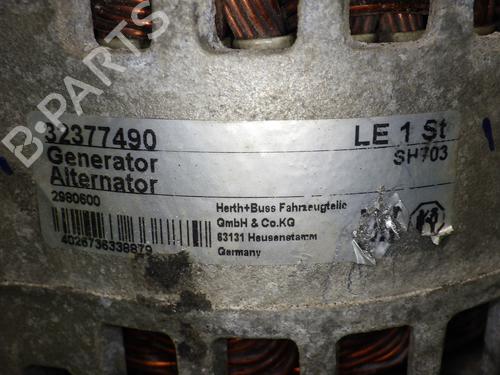 B-PARTS
32377490
LE 1 St
Generator
SH703
Alternator
2980600
Herth+Buss Fahrzeugteile
GmbH & Co.KG
63131 Heusenstamm
Germany
4026736338879